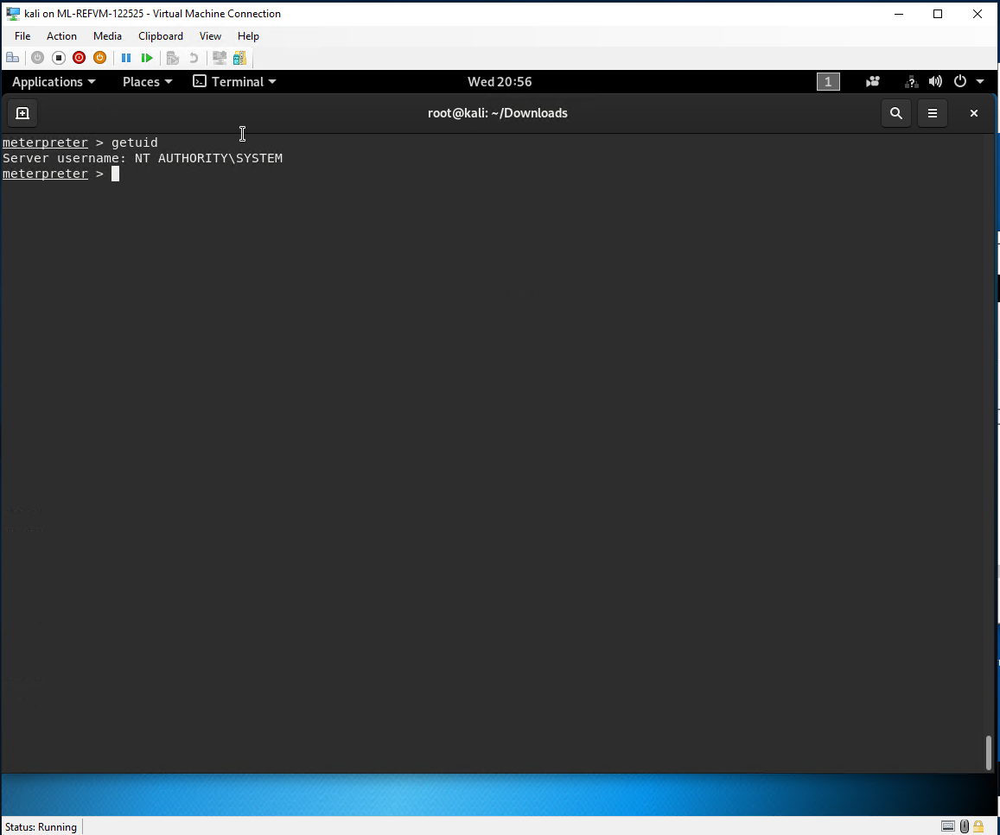 kali on ML-REFVM-122525 - Virtual Machine Connection
File Action Media Clipboard View Help
Applications Places Terminal Wed 20:56 1
root@kali: ~/Downloads
meterpreter > getuid
Server username: NT AUTHORITY\SYSTEM
meterpreter >
Status: Running